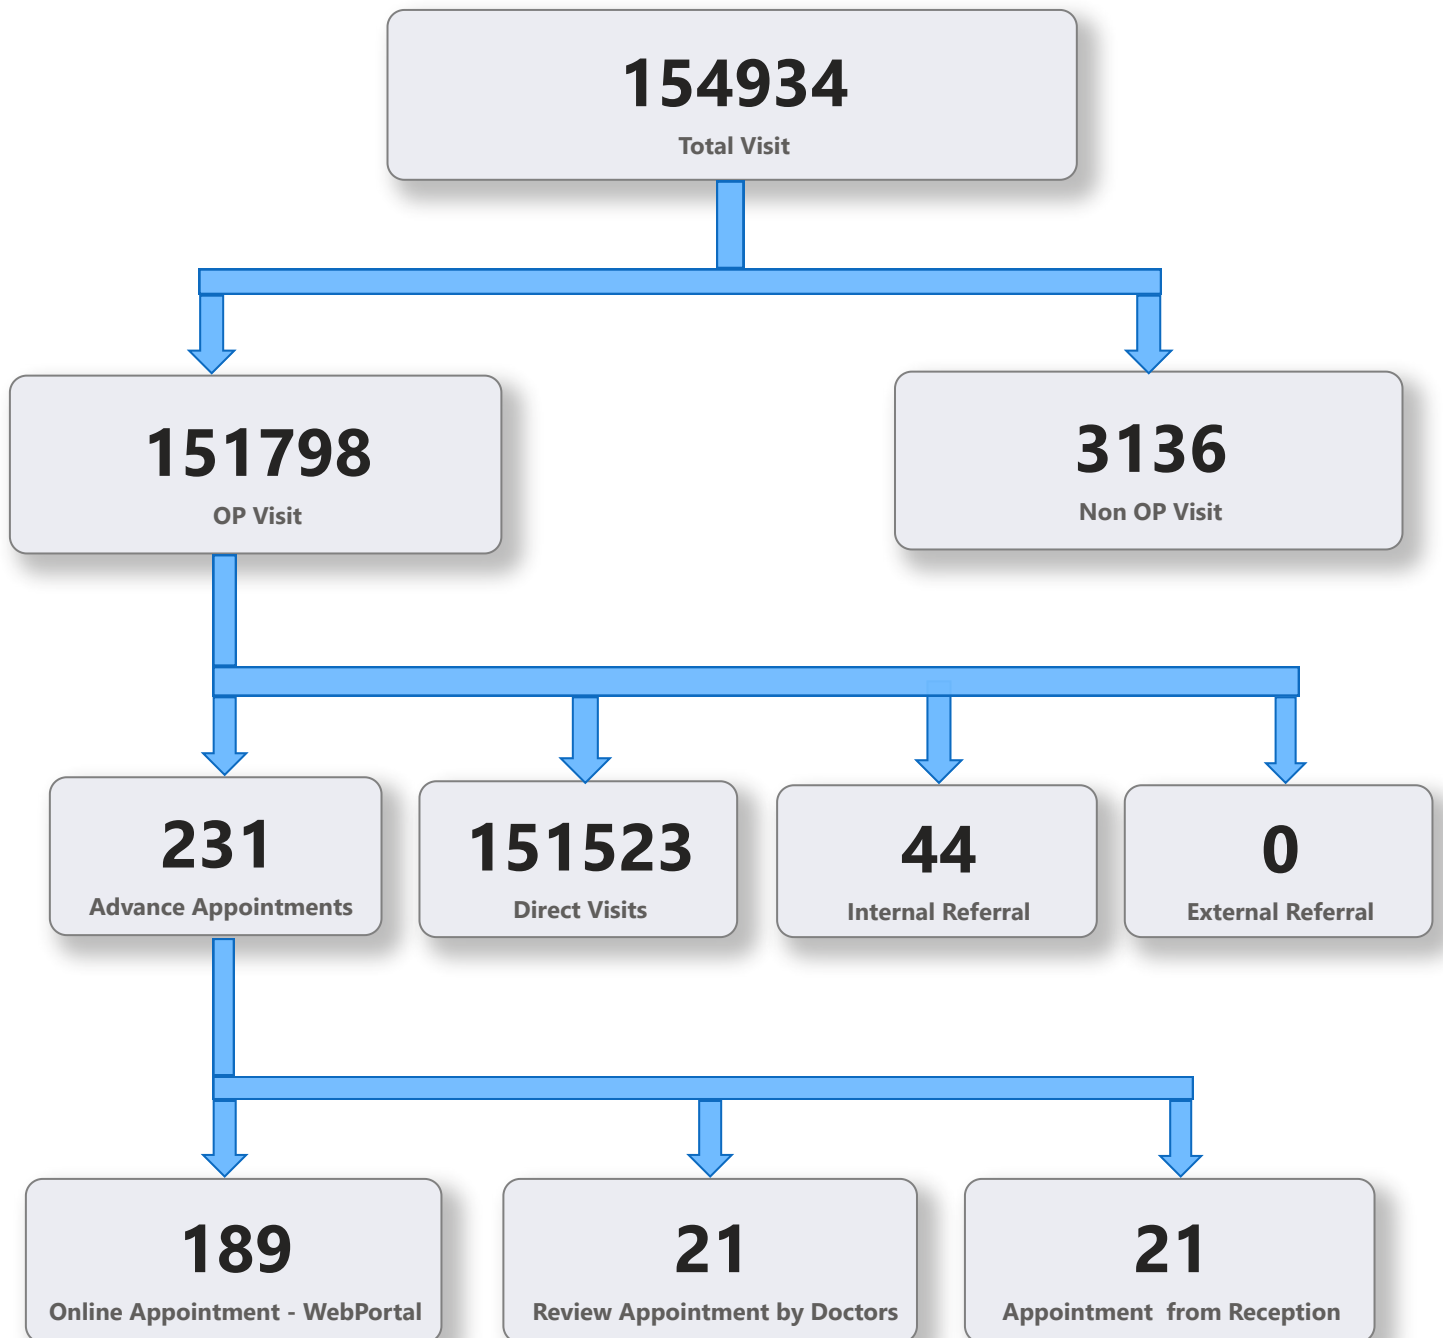 154934
Total Visit
151798
OP Visit
3136
Non OP Visit
231
Advance Appointments
151523
Direct Visits
44
Internal Referral
0
External Referral
189
Online Appointment - WebPortal
21
Review Appointment by Doctors
21
Appointment  from Reception